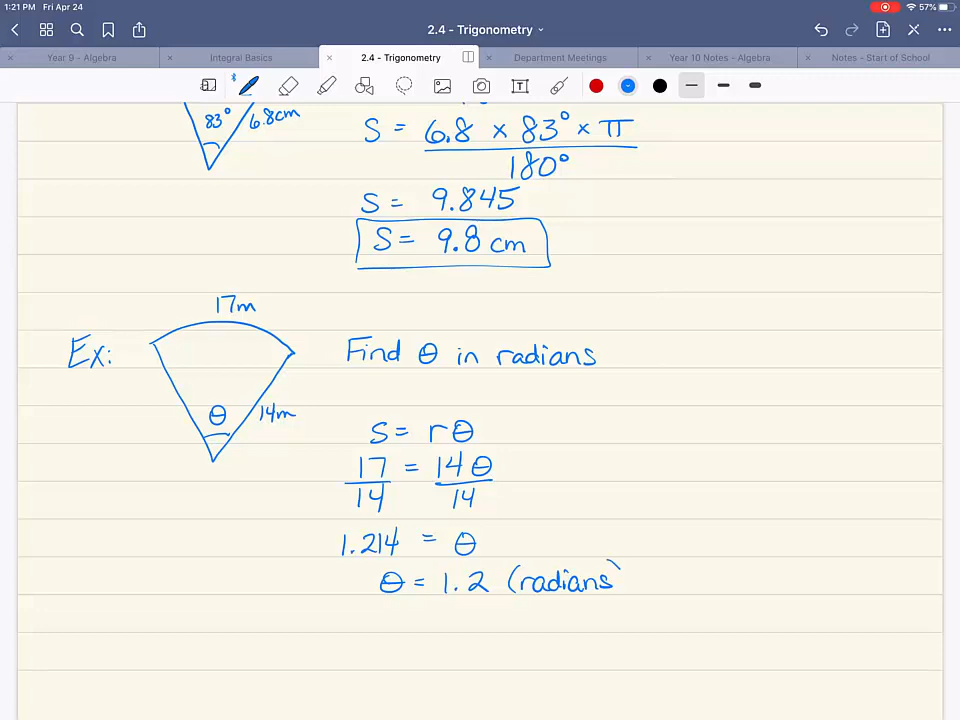 1:21 PM Fri Apr 24
57%
2.4 - Trigonometry
Year 9 - Algebra
Integral Basics
2.4 - Trigonometry
Department Meetings
Year 10 Notes - Algebra
Notes - Start of School
83° 6.8cm
S = 6.8 × 83° × π
180°
S = 9.845
S = 9.8 cm
17m
Ex:
Find θ in radians
θ 14m
S = rθ
17 = 14θ
14 14
1.214 = θ
θ = 1.2 (radians)